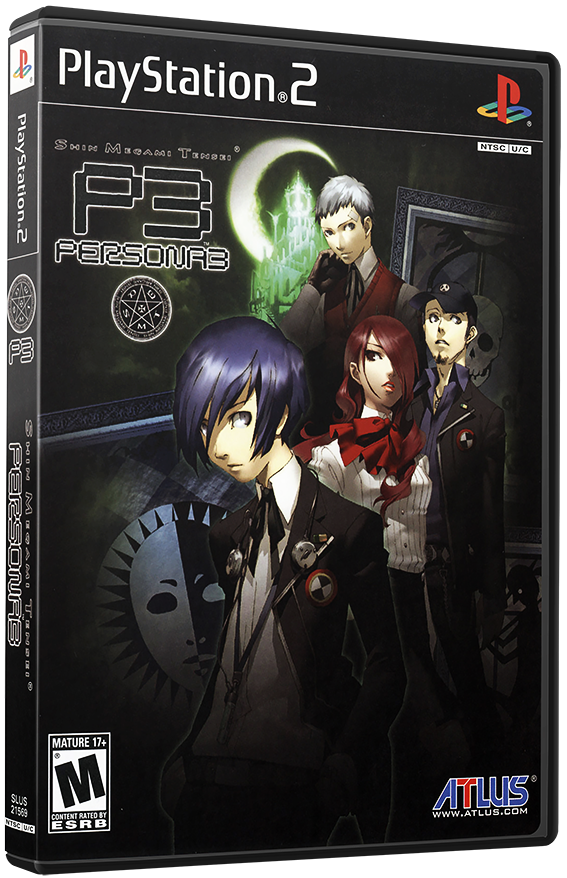 PlayStation®2
NTSC U/C
SHIN MEGAMI TENSEI®
P3
PERSONA3™
MATURE 17+
M®
CONTENT RATED BY
ESRB
ATLUS®
WWW.ATLUS.COM
PlayStation®2
P3
SHIN MEGAMI TENSEI®
PERSONA3
SLUS
21569
NTSC U/C